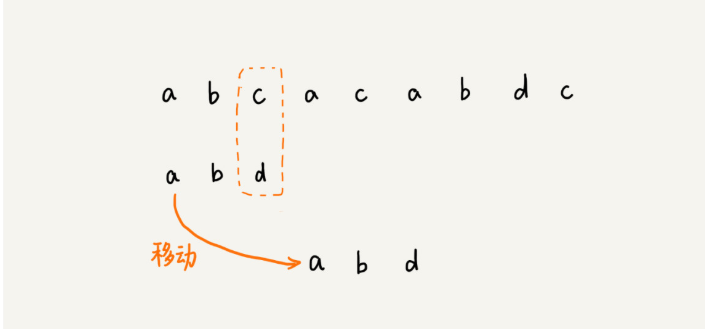 a b c a c a b d c
a b d
移动
a b d